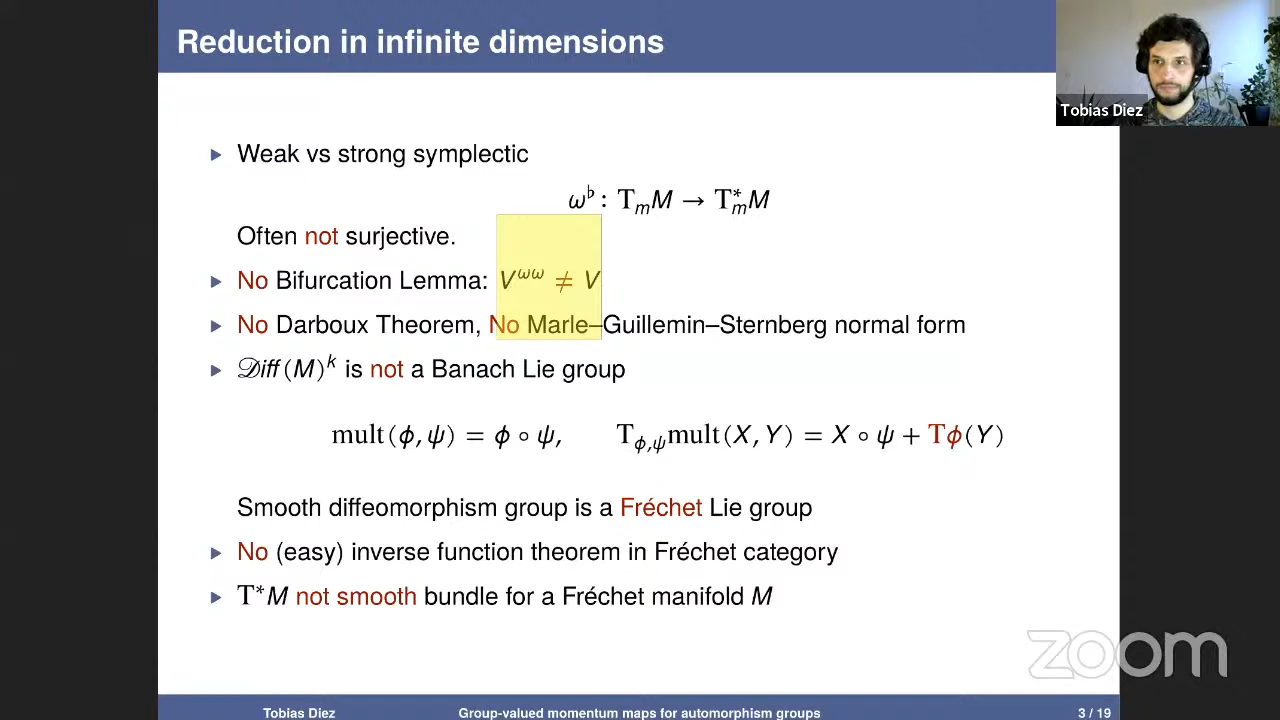 Reduction in infinite dimensions
Tobias Diez
▶ Weak vs strong symplectic
ω♭ : TₘM → T*ₘM
Often not surjective.
▶ No Bifurcation Lemma: V^ωω ≠ V
▶ No Darboux Theorem, No Marle–Guillemin–Sternberg normal form
▶ 𝒟iff(M)^k is not a Banach Lie group
mult(ϕ, ψ) = ϕ ∘ ψ, T_ϕ,ψ mult(X, Y) = X ∘ ψ + Tϕ(Y)
Smooth diffeomorphism group is a Fréchet Lie group
▶ No (easy) inverse function theorem in Fréchet category
▶ T*M not smooth bundle for a Fréchet manifold M
zoom
Tobias Diez Group-valued momentum maps for automorphism groups 3 / 19